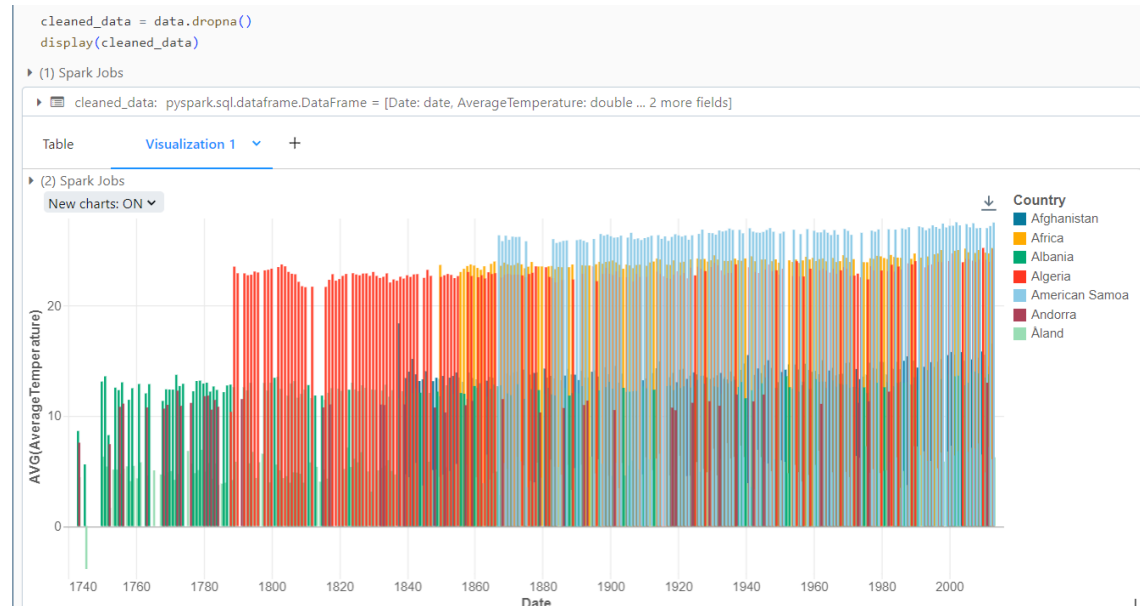 cleaned_data = data.dropna()
display(cleaned_data)
(1) Spark Jobs
cleaned_data: pyspark.sql.dataframe.DataFrame = [Date: date, AverageTemperature: double ... 2 more fields]
Table Visualization 1 +
(2) Spark Jobs
New charts: ON
Country
Afghanistan
Africa
Albania
Algeria
American Samoa
Andorra
Åland
AVG(AverageTemperature)
20
10
0
1740 1760 1780 1800 1820 1840 1860 1880 1900 1920 1940 1960 1980 2000
Date